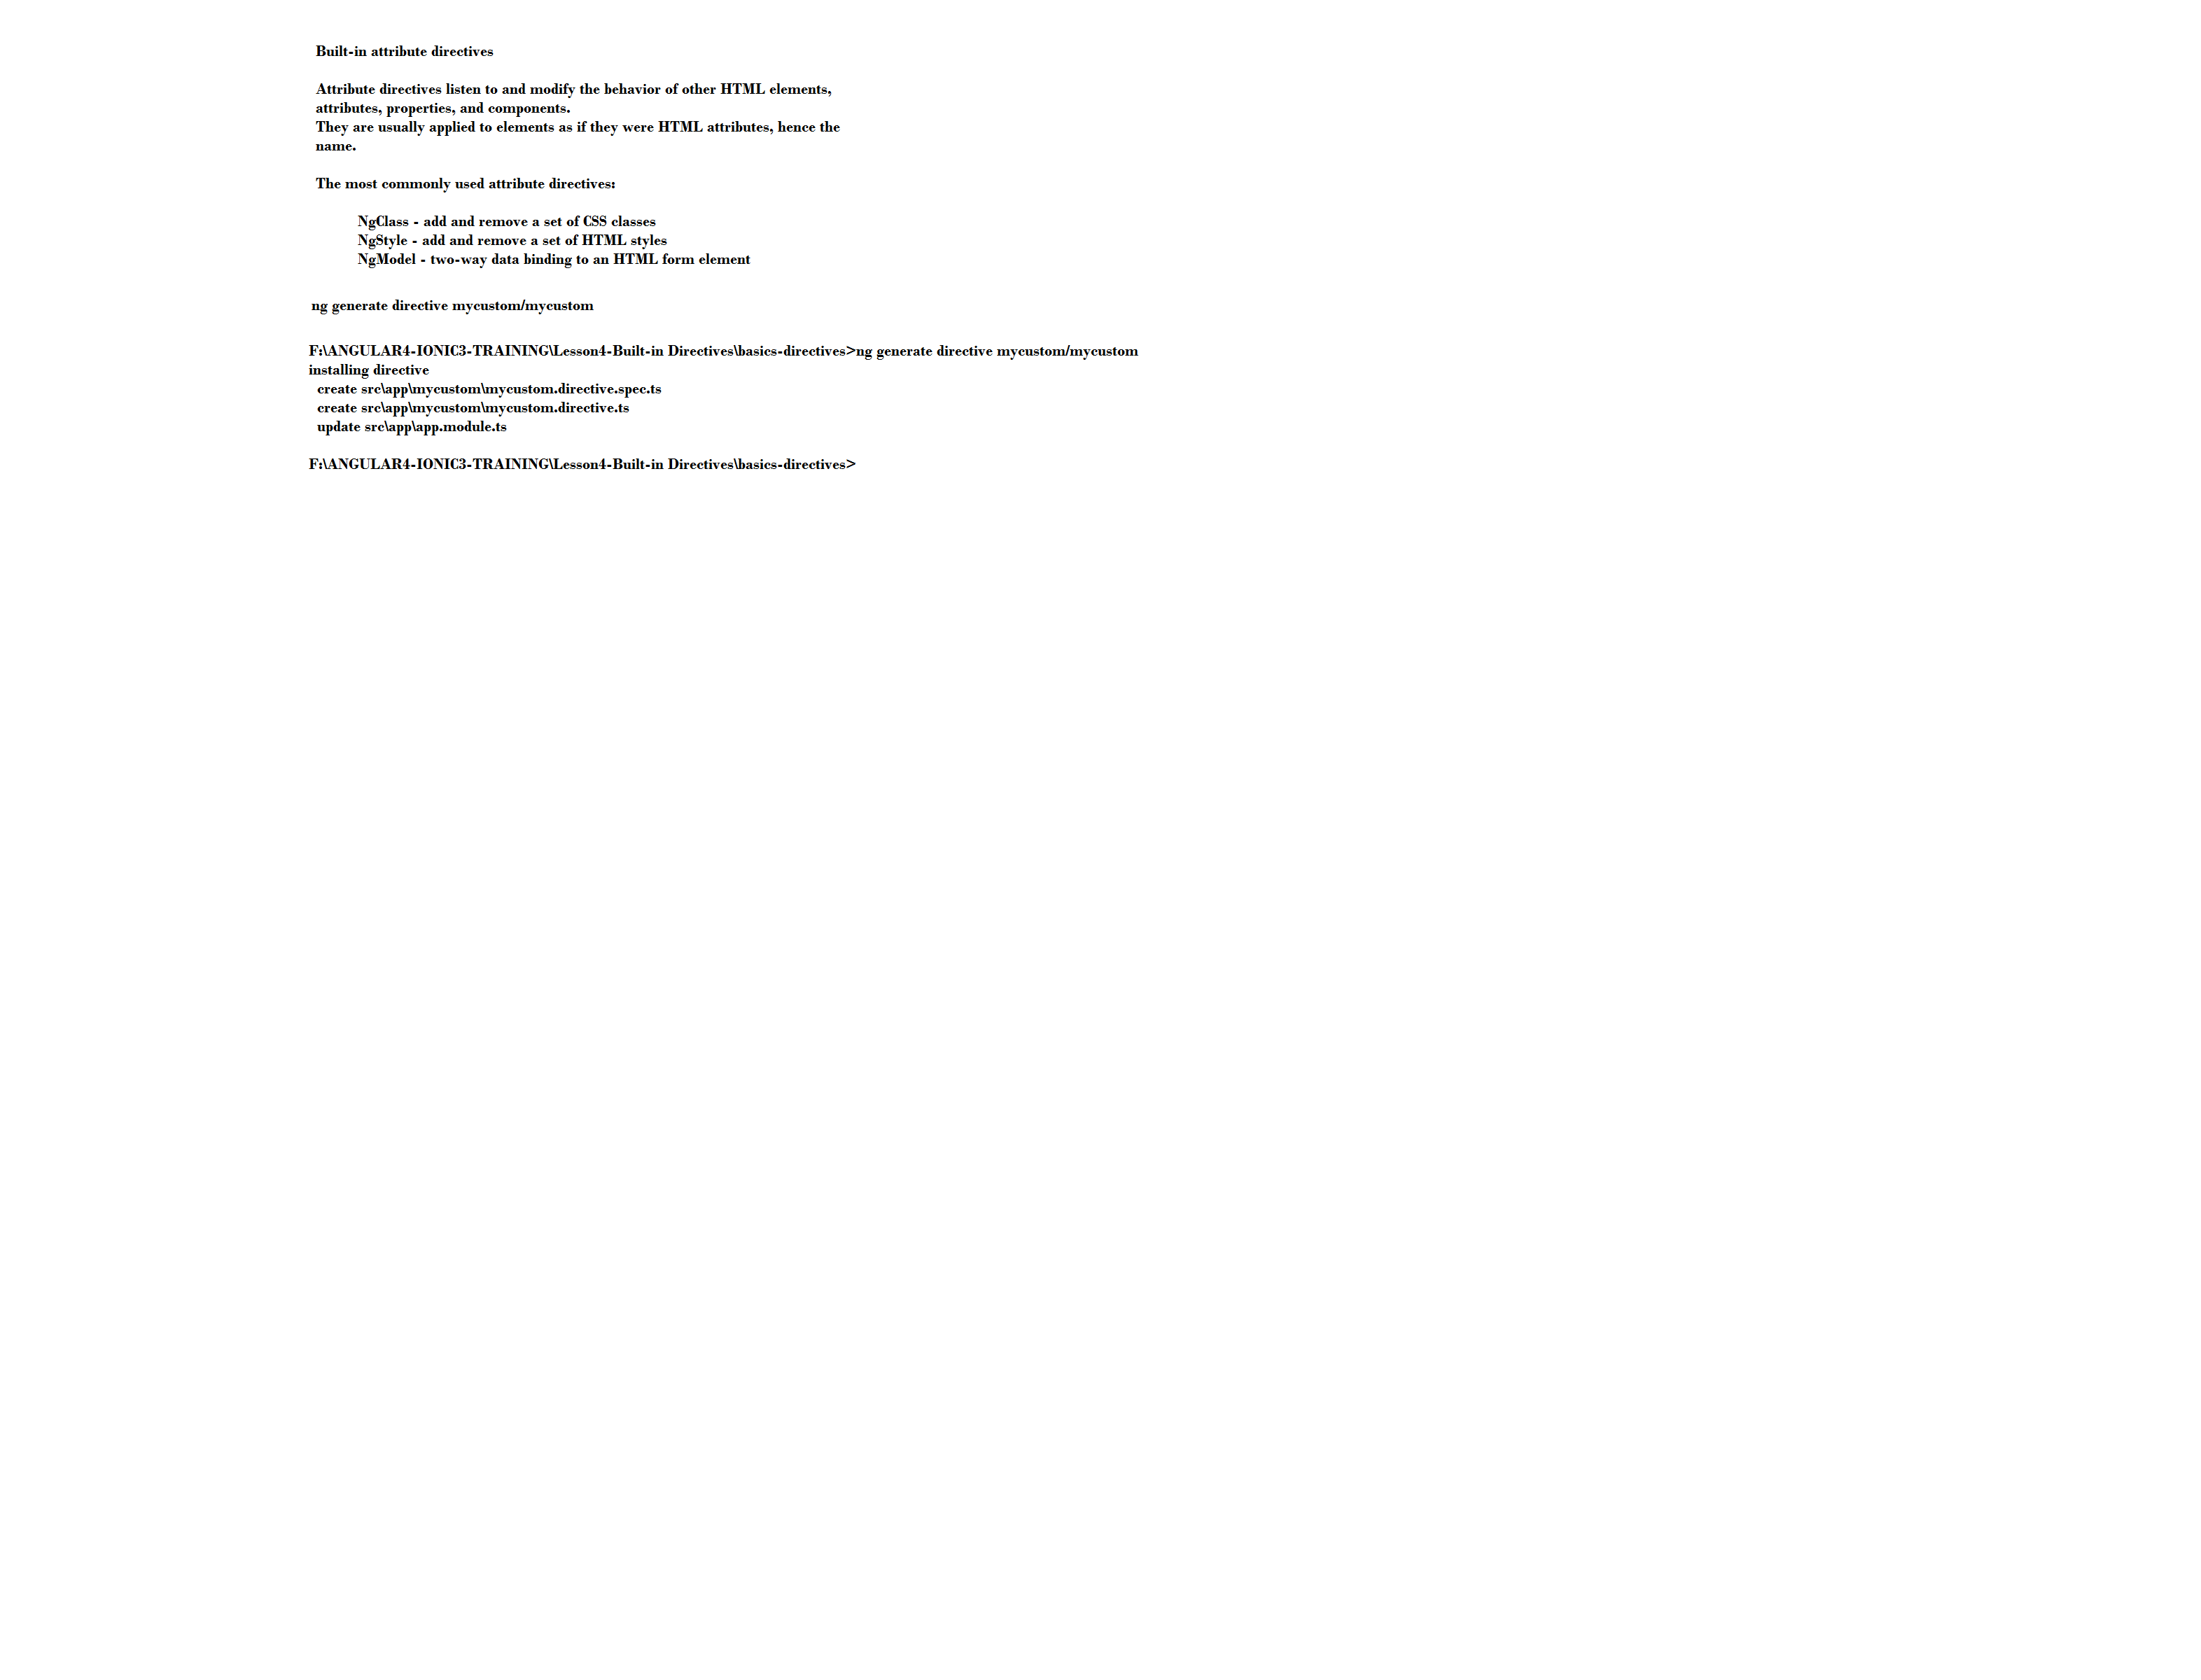 Built-in attribute directives
Attribute directives listen to and modify the behavior of other HTML elements,
attributes, properties, and components.
They are usually applied to elements as if they were HTML attributes, hence the
name.
The most commonly used attribute directives:
NgClass - add and remove a set of CSS classes
NgStyle - add and remove a set of HTML styles
NgModel - two-way data binding to an HTML form element
ng generate directive mycustom/mycustom
F:\ANGULAR4-IONIC3-TRAINING\Lesson4-Built-in Directives\basics-directives>ng generate directive mycustom/mycustom
installing directive
create src\app\mycustom\mycustom.directive.spec.ts
create src\app\mycustom\mycustom.directive.ts
update src\app\app.module.ts
F:\ANGULAR4-IONIC3-TRAINING\Lesson4-Built-in Directives\basics-directives>